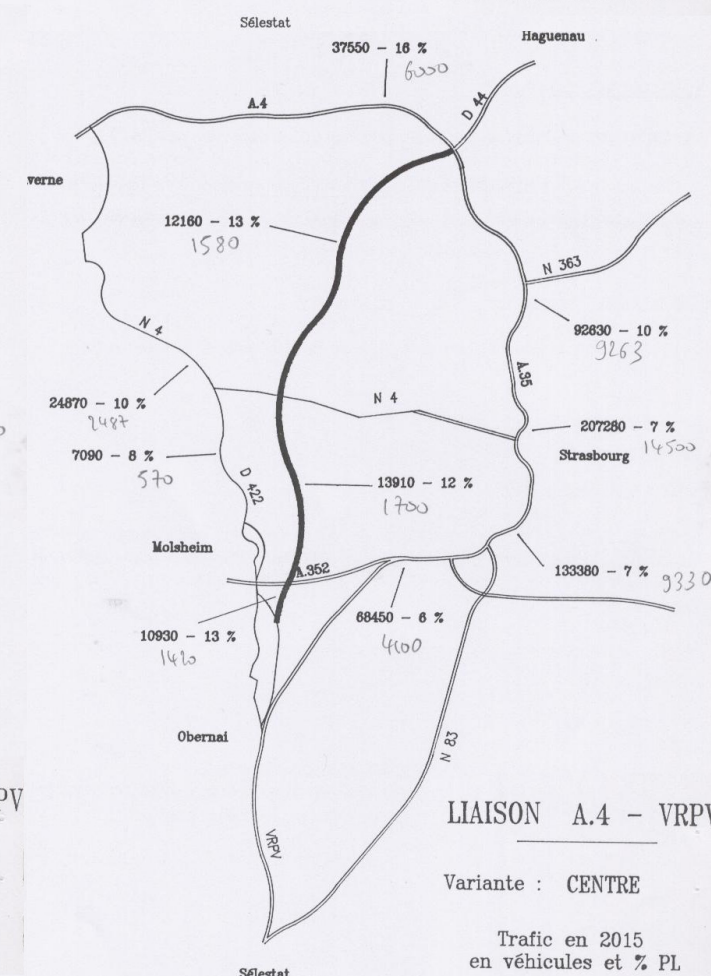 Sélestat
Haguenau
37550 - 16 %
6000
A.4
D 44
verne
12160 - 13 %
1580
N 363
N 4
92630 - 10 %
9263
A.35
24870 - 10 %
2487
N 4
207280 - 7 %
14500
Strasbourg
7090 - 8 %
570
D 422
13910 - 12 %
1700
Molsheim
A.352
133380 - 7 %
9330
10930 - 13 %
1420
68450 - 6 %
4100
Obernai
N 83
PV
LIAISON A.4 - VRPV
VRPV
Variante : CENTRE
Trafic en 2015
en véhicules et % PL
Sélestat